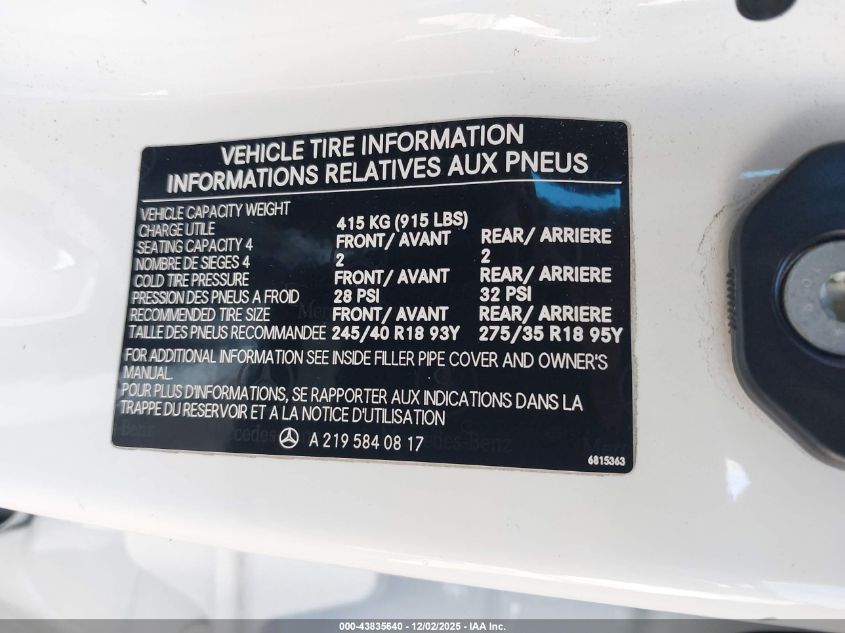 VEHICLE TIRE INFORMATION
INFORMATIONS RELATIVES AUX PNEUS
VEHICLE CAPACITY WEIGHT
CHARGE UTILE 415 KG (915 LBS)
SEATING CAPACITY 4 FRONT/ AVANT REAR/ ARRIERE
NOMBRE DE SIEGES 4 2 2
COLD TIRE PRESSURE FRONT/ AVANT REAR/ ARRIERE
PRESSION DES PNEUS A FROID 28 PSI 32 PSI
RECOMMENDED TIRE SIZE FRONT/ AVANT REAR/ ARRIERE
TAILLE DES PNEUS RECOMMANDEE 245/40 R18 93Y 275/35 R18 95Y
FOR ADDITIONAL INFORMATION SEE INSIDE FILLER PIPE COVER AND OWNER'S
MANUAL.
POUR PLUS D'INFORMATIONS, SE RAPPORTER AUX INDICATIONS DANS LA
TRAPPE DU RESERVOIR ET A LA NOTICE D'UTILISATION
A 219 584 08 17
6815363
000-43835640 - 12/02/2025 - IAA Inc.